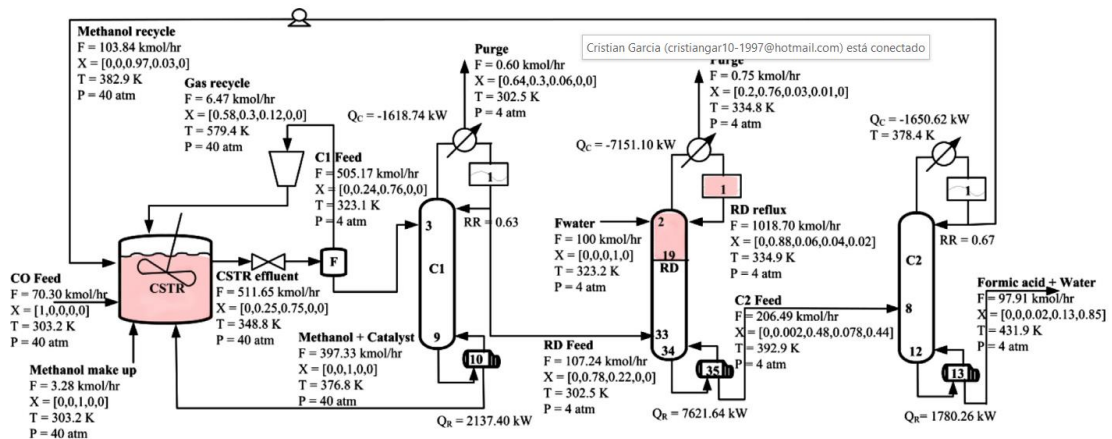 Methanol recycle
F = 103.84 kmol/hr
X = [0,0,0.97,0.03,0]
T = 382.9 K
P = 40 atm
Gas recycle
F = 6.47 kmol/hr
X = [0.58,0.3,0.12,0,0]
T = 579.4 K
P = 40 atm
Purge
F = 0.60 kmol/hr
X = [0.64,0.3,0.06,0,0]
T = 302.5 K
P = 4 atm
Cristian Garcia (cristiangar10-1997@hotmail.com) está conectado
Purge
F = 0.75 kmol/hr
X = [0.2,0.76,0.03,0.01,0]
T = 334.8 K
P = 4 atm
QC = -1618.74 kW
QC = -7151.10 kW
QC = -1650.62 kW
T = 378.4 K
C1 Feed
F = 505.17 kmol/hr
X = [0,0.24,0.76,0,0]
T = 323.1 K
P = 4 atm
1
RR = 0.63
3
C1
9
10
F
Fwater
F = 100 kmol/hr
X = [0,0,0,1,0]
T = 323.2 K
P = 4 atm
1
2
19
RD
33
34
35
RD reflux
F = 1018.70 kmol/hr
X = [0,0.88,0.06,0.04,0.02]
T = 334.9 K
P = 4 atm
1
RR = 0.67
C2
8
12
13
CO Feed
F = 70.30 kmol/hr
X = [1,0,0,0,0]
T = 303.2 K
P = 40 atm
CSTR
CSTR effluent
F = 511.65 kmol/hr
X = [0,0.25,0.75,0,0]
T = 348.8 K
P = 40 atm
C2 Feed
F = 206.49 kmol/hr
X = [0,0.002,0.48,0.078,0.44]
T = 392.9 K
P = 4 atm
Formic acid + Water
F = 97.91 kmol/hr
X = [0,0,0.02,0.13,0.85]
T = 431.9 K
P = 4 atm
Methanol make up
F = 3.28 kmol/hr
X = [0,0,1,0,0]
T = 303.2 K
P = 40 atm
Methanol + Catalyst
F = 397.33 kmol/hr
X = [0,0,1,0,0]
T = 376.8 K
P = 40 atm
RD Feed
F = 107.24 kmol/hr
X = [0,0.78,0.22,0,0]
T = 302.5 K
P = 4 atm
QR = 2137.40 kW
QR = 7621.64 kW
QR= 1780.26 kW